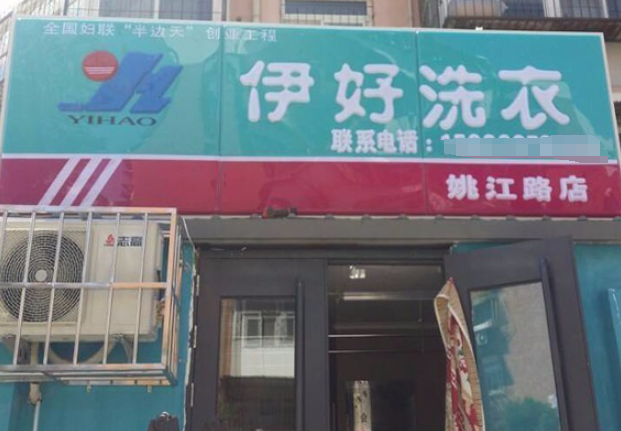 全国妇联“半边天”创业工程
伊好洗衣
YIHAO
联系电话:
姚江路店
志高